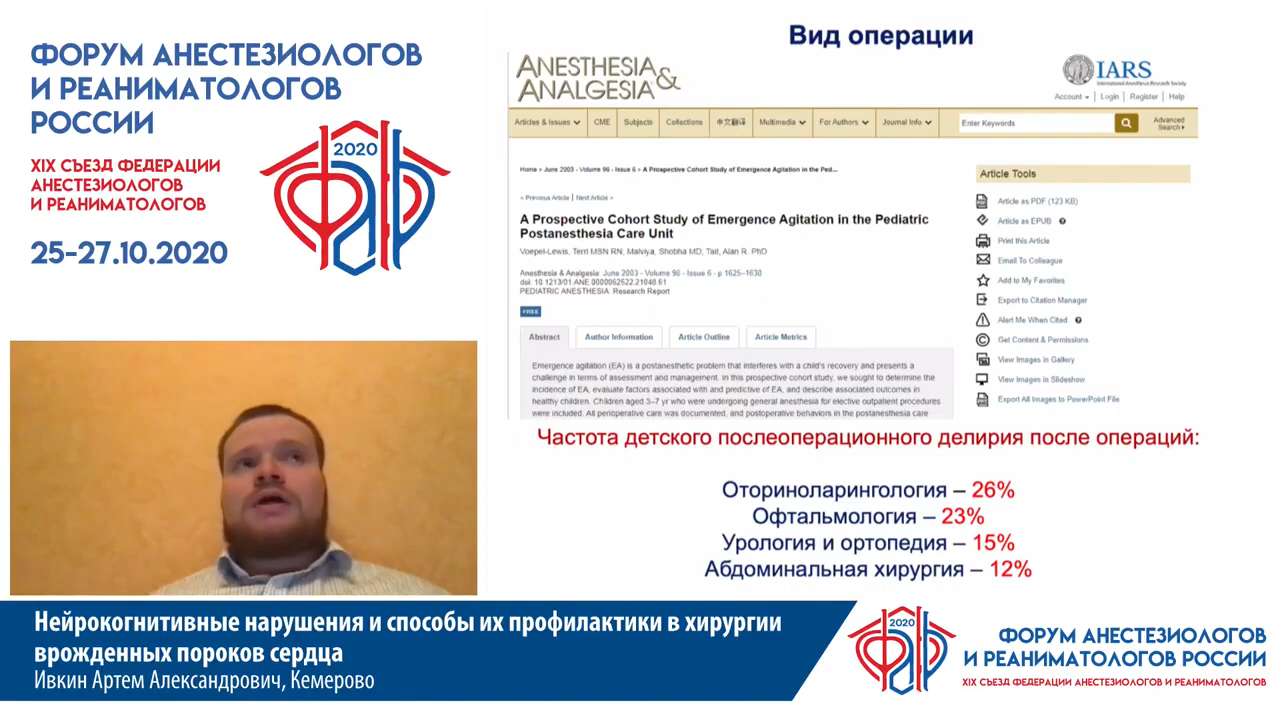 ФОРУМ АНЕСТЕЗИОЛОГОВ
И РЕАНИМАТОЛОГОВ
РОССИИ
XIX СЪЕЗД ФЕДЕРАЦИИ
АНЕСТЕЗИОЛОГОВ
И РЕАНИМАТОЛОГОВ
25-27.10.2020
2020
ФАР
Вид операции
ANESTHESIA &
ANALGESIA
IARS
International Anesthesia Research Society
Account | Login | Register | Help
Articles & Issues CME Subjects Collections 中文翻译 Multimedia For Authors Journal Info Enter Keywords Advanced
Search
Home > June 2003 - Volume 96 - Issue 6 > A Prospective Cohort Study of Emergence Agitation in the Ped...
< Previous Article | Next Article >
A Prospective Cohort Study of Emergence Agitation in the Pediatric
Postanesthesia Care Unit
Voepel-Lewis, Terri MSN RN; Malviya, Shobha MD; Tait, Alan R. PhD
Anesthesia & Analgesia: June 2003 - Volume 96 - Issue 6 - p 1625–1630
doi: 10.1213/01.ANE.0000062522.21048.61
PEDIATRIC ANESTHESIA: Research Report
FREE
Abstract Author Information Article Outline Article Metrics
Emergence agitation (EA) is a postanesthetic problem that interferes with a child's recovery and presents a
challenge in terms of assessment and management. In this prospective cohort study, we sought to determine the
incidence of EA, evaluate factors associated with and predictive of EA, and describe associated outcomes in
healthy children. Children aged 3–7 yr who were undergoing general anesthesia for elective outpatient procedures
were included. All perioperative care was documented, and postoperative behaviors in the postanesthesia care
Article Tools
Article as PDF (123 KB)
Article as EPUB
Print this Article
Email To Colleague
Add to My Favorites
Export to Citation Manager
Alert Me When Cited
Get Content & Permissions
View Images in Gallery
View Images in Slideshow
Export All Images to PowerPoint File
Частота детского послеоперационного делирия после операций:
Оториноларингология – 26%
Офтальмология – 23%
Урология и ортопедия – 15%
Абдоминальная хирургия – 12%
Нейрокогнитивные нарушения и способы их профилактики в хирургии
врожденных пороков сердца
Ивкин Артем Александрович, Кемерово
2020
ФАР
ФОРУМ АНЕСТЕЗИОЛОГОВ
И РЕАНИМАТОЛОГОВ РОССИИ
XIX СЪЕЗД ФЕДЕРАЦИИ АНЕСТЕЗИОЛОГОВ И РЕАНИМАТОЛОГОВ